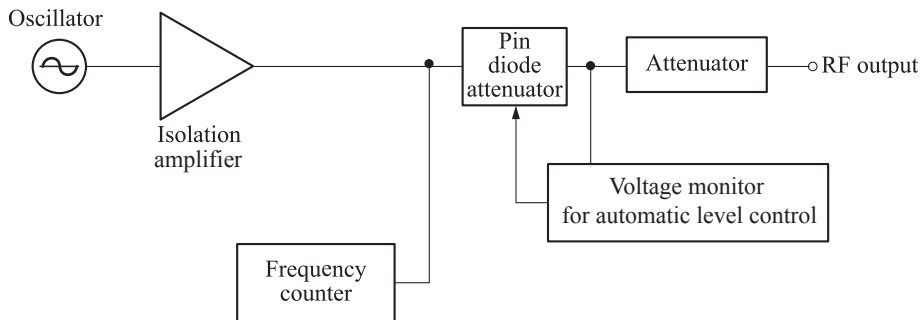 Oscillator
Isolation
amplifier
Pin
diode
attenuator
Attenuator
RF output
Voltage monitor
for automatic level control
Frequency
counter